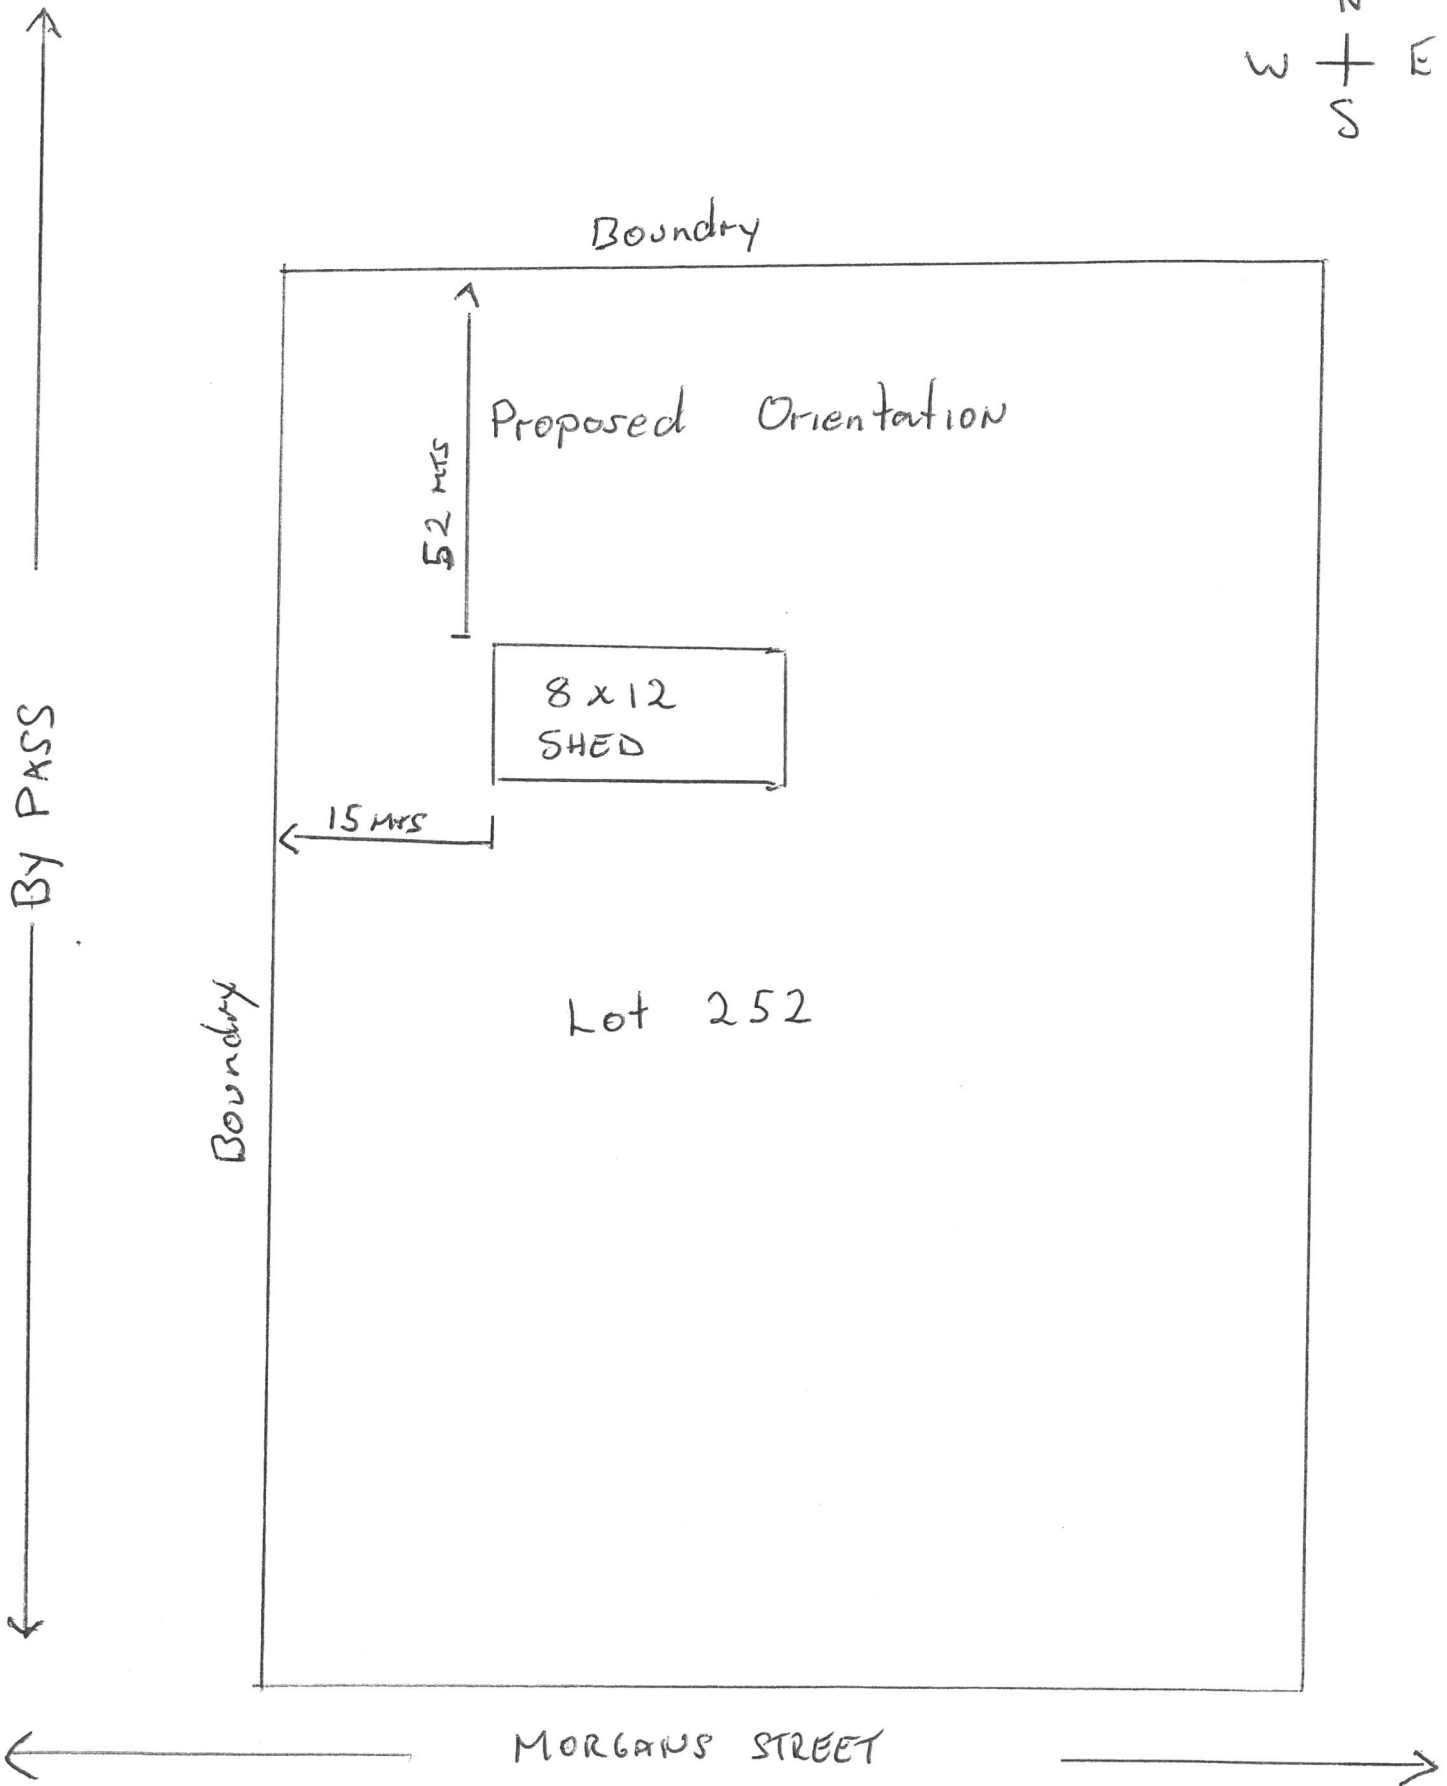 N
W E
S
Boundry
Proposed Orientation
52 MTS
8 x 12
SHED
15 MTS
BY PASS
Boundry
Lot 252
MORGANS STREET